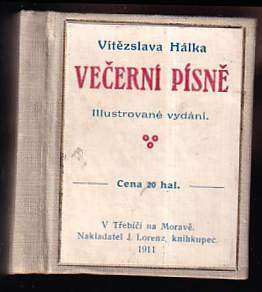 Vítězslava Hálka
VEČERNÍ PÍSNĚ
Illustrované vydání.
Cena 20 hal.
V Třebíči na Moravě.
Nakladatel J. Lorenz, knihkupec.
1911